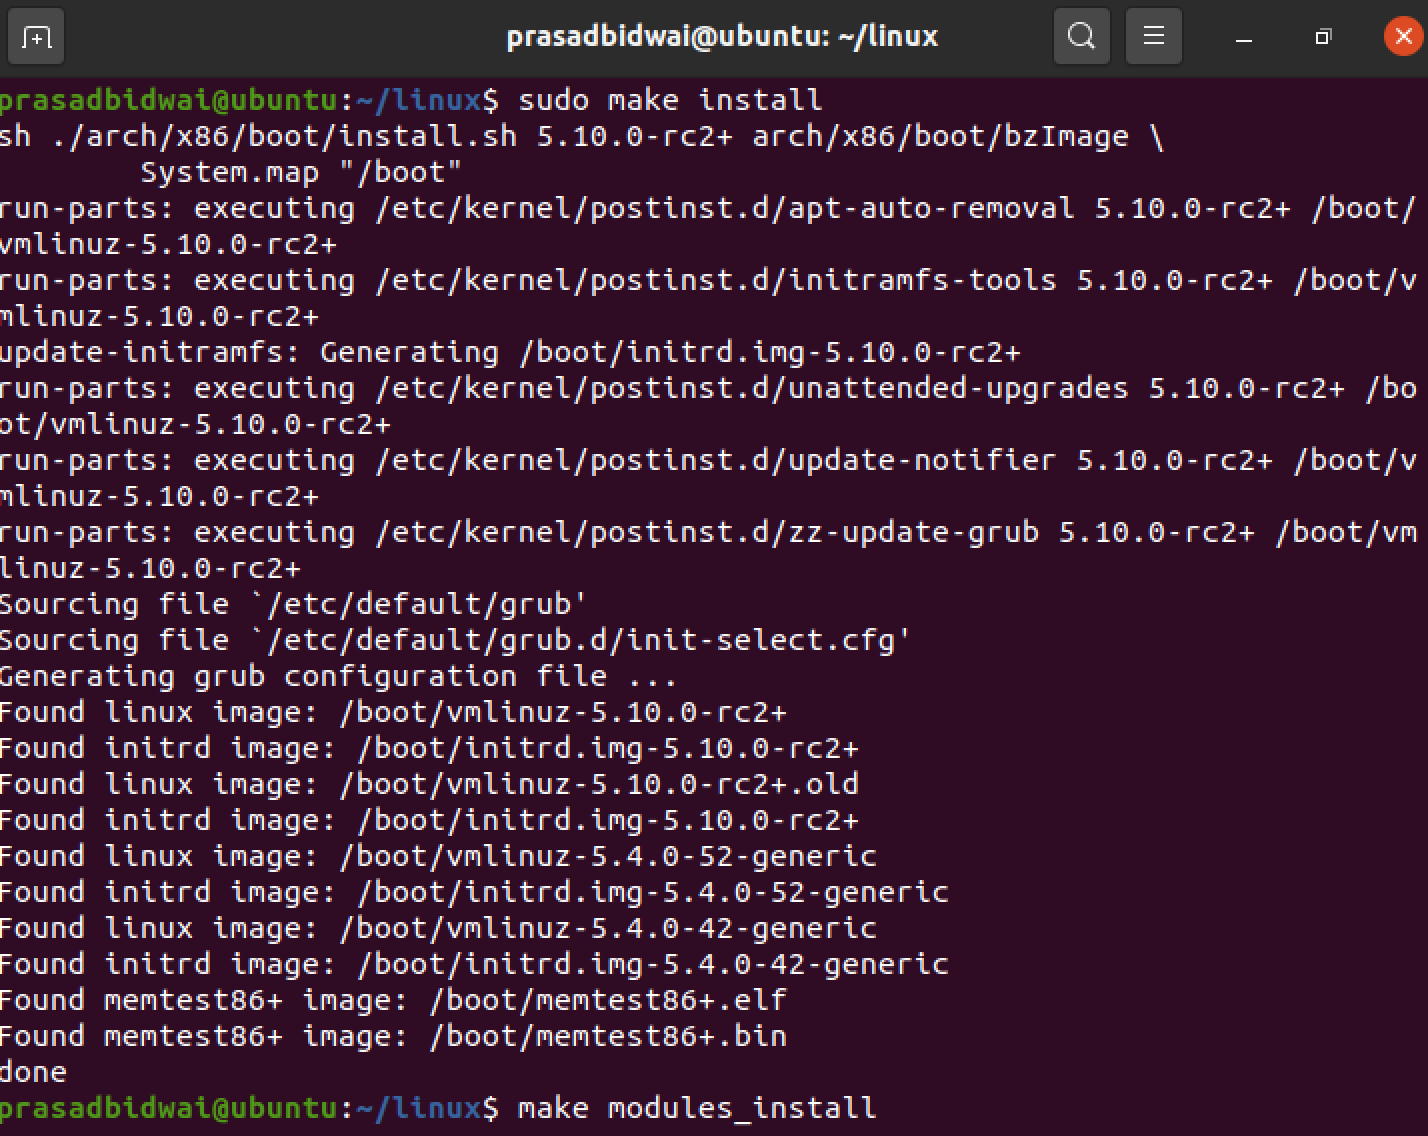 prasadbidwai@ubuntu: ~/linux
prasadbidwai@ubuntu:~/linux$ sudo make install
sh ./arch/x86/boot/install.sh 5.10.0-rc2+ arch/x86/boot/bzImage \
System.map "/boot"
run-parts: executing /etc/kernel/postinst.d/apt-auto-removal 5.10.0-rc2+ /boot/
vmlinuz-5.10.0-rc2+
run-parts: executing /etc/kernel/postinst.d/initramfs-tools 5.10.0-rc2+ /boot/v
mlinuz-5.10.0-rc2+
update-initramfs: Generating /boot/initrd.img-5.10.0-rc2+
run-parts: executing /etc/kernel/postinst.d/unattended-upgrades 5.10.0-rc2+ /bo
ot/vmlinuz-5.10.0-rc2+
run-parts: executing /etc/kernel/postinst.d/update-notifier 5.10.0-rc2+ /boot/v
mlinuz-5.10.0-rc2+
run-parts: executing /etc/kernel/postinst.d/zz-update-grub 5.10.0-rc2+ /boot/vm
linuz-5.10.0-rc2+
Sourcing file `/etc/default/grub'
Sourcing file `/etc/default/grub.d/init-select.cfg'
Generating grub configuration file ...
Found linux image: /boot/vmlinuz-5.10.0-rc2+
Found initrd image: /boot/initrd.img-5.10.0-rc2+
Found linux image: /boot/vmlinuz-5.10.0-rc2+.old
Found initrd image: /boot/initrd.img-5.10.0-rc2+
Found linux image: /boot/vmlinuz-5.4.0-52-generic
Found initrd image: /boot/initrd.img-5.4.0-52-generic
Found linux image: /boot/vmlinuz-5.4.0-42-generic
Found initrd image: /boot/initrd.img-5.4.0-42-generic
Found memtest86+ image: /boot/memtest86+.elf
Found memtest86+ image: /boot/memtest86+.bin
done
prasadbidwai@ubuntu:~/linux$ make modules_install